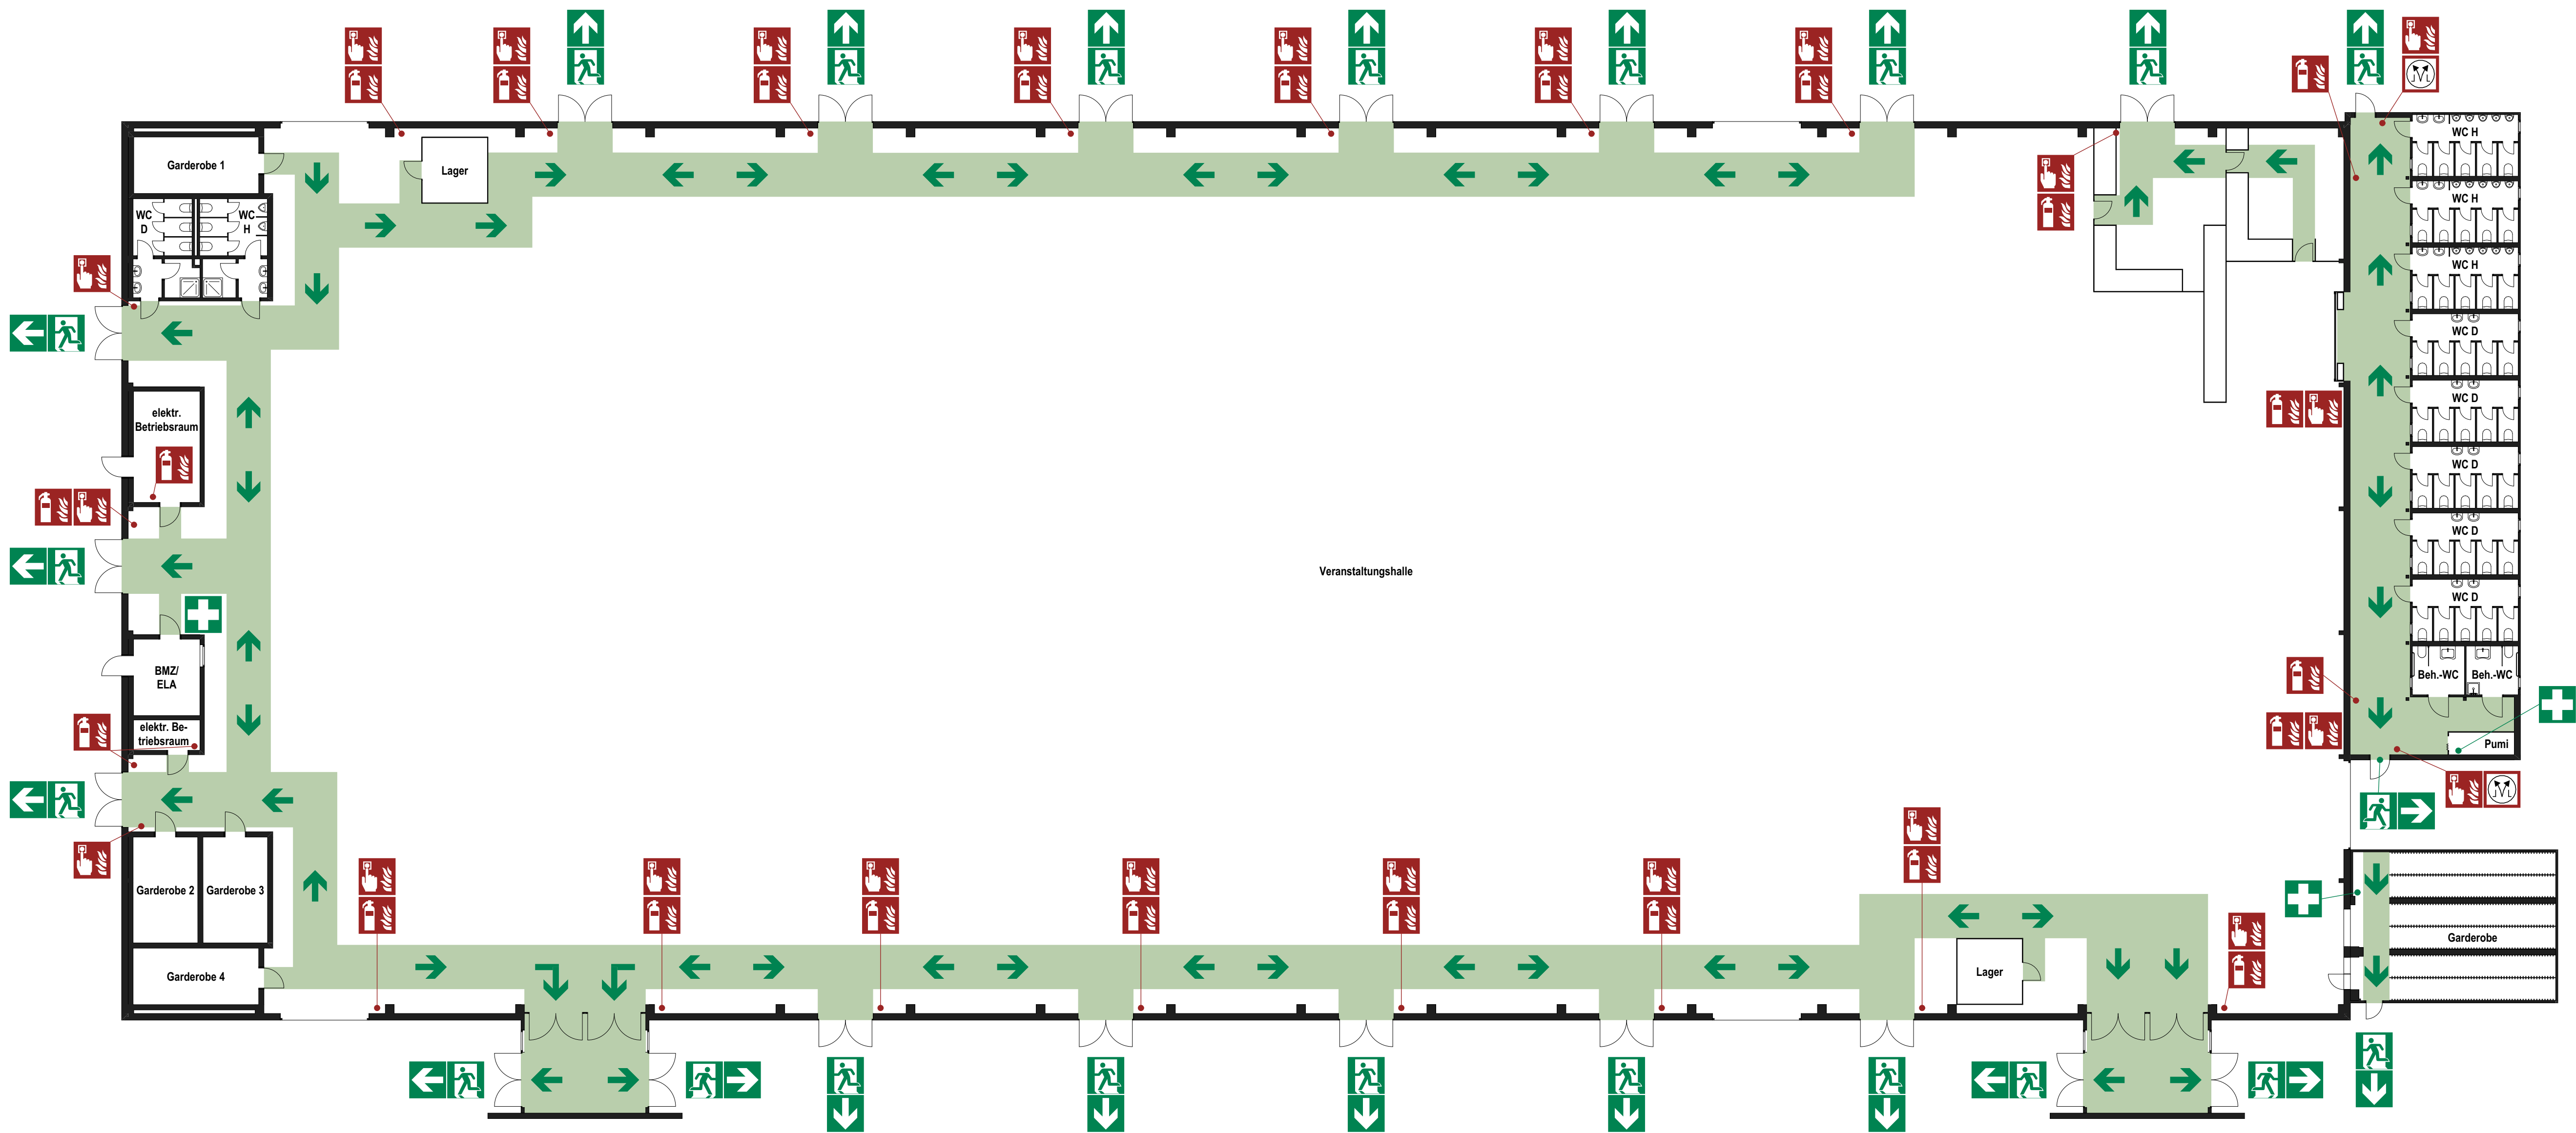 Garderobe 1
Lager
WC
D
WC
H
elektr.
Betriebsraum
BMZ/
ELA
elektr. Be-
triebsraum
Garderobe 2
Garderobe 3
Garderobe 4
Veranstaltungshalle
WC H
WC H
WC H
WC D
WC D
WC D
WC D
WC D
Beh.-WC
Beh.-WC
Pumi
Lager
Garderobe